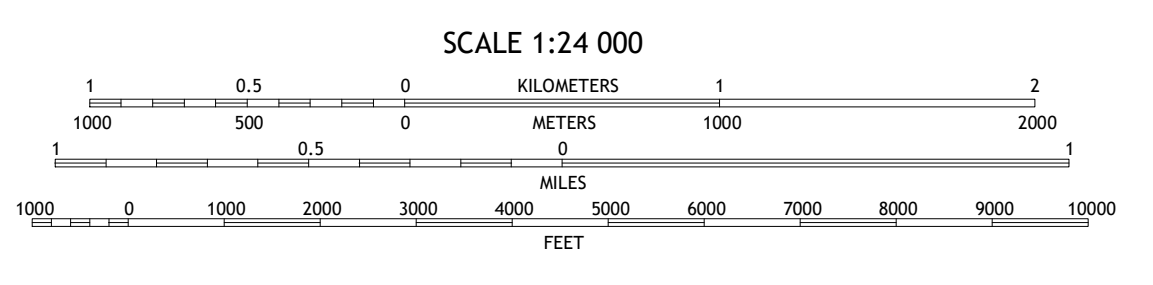 SCALE 1:24 000
1 0.5 0 KILOMETERS 1 2
1000 500 0 METERS 1000 2000
1 0.5 0 1
MILES
1000 0 1000 2000 3000 4000 5000 6000 7000 8000 9000 10000
FEET